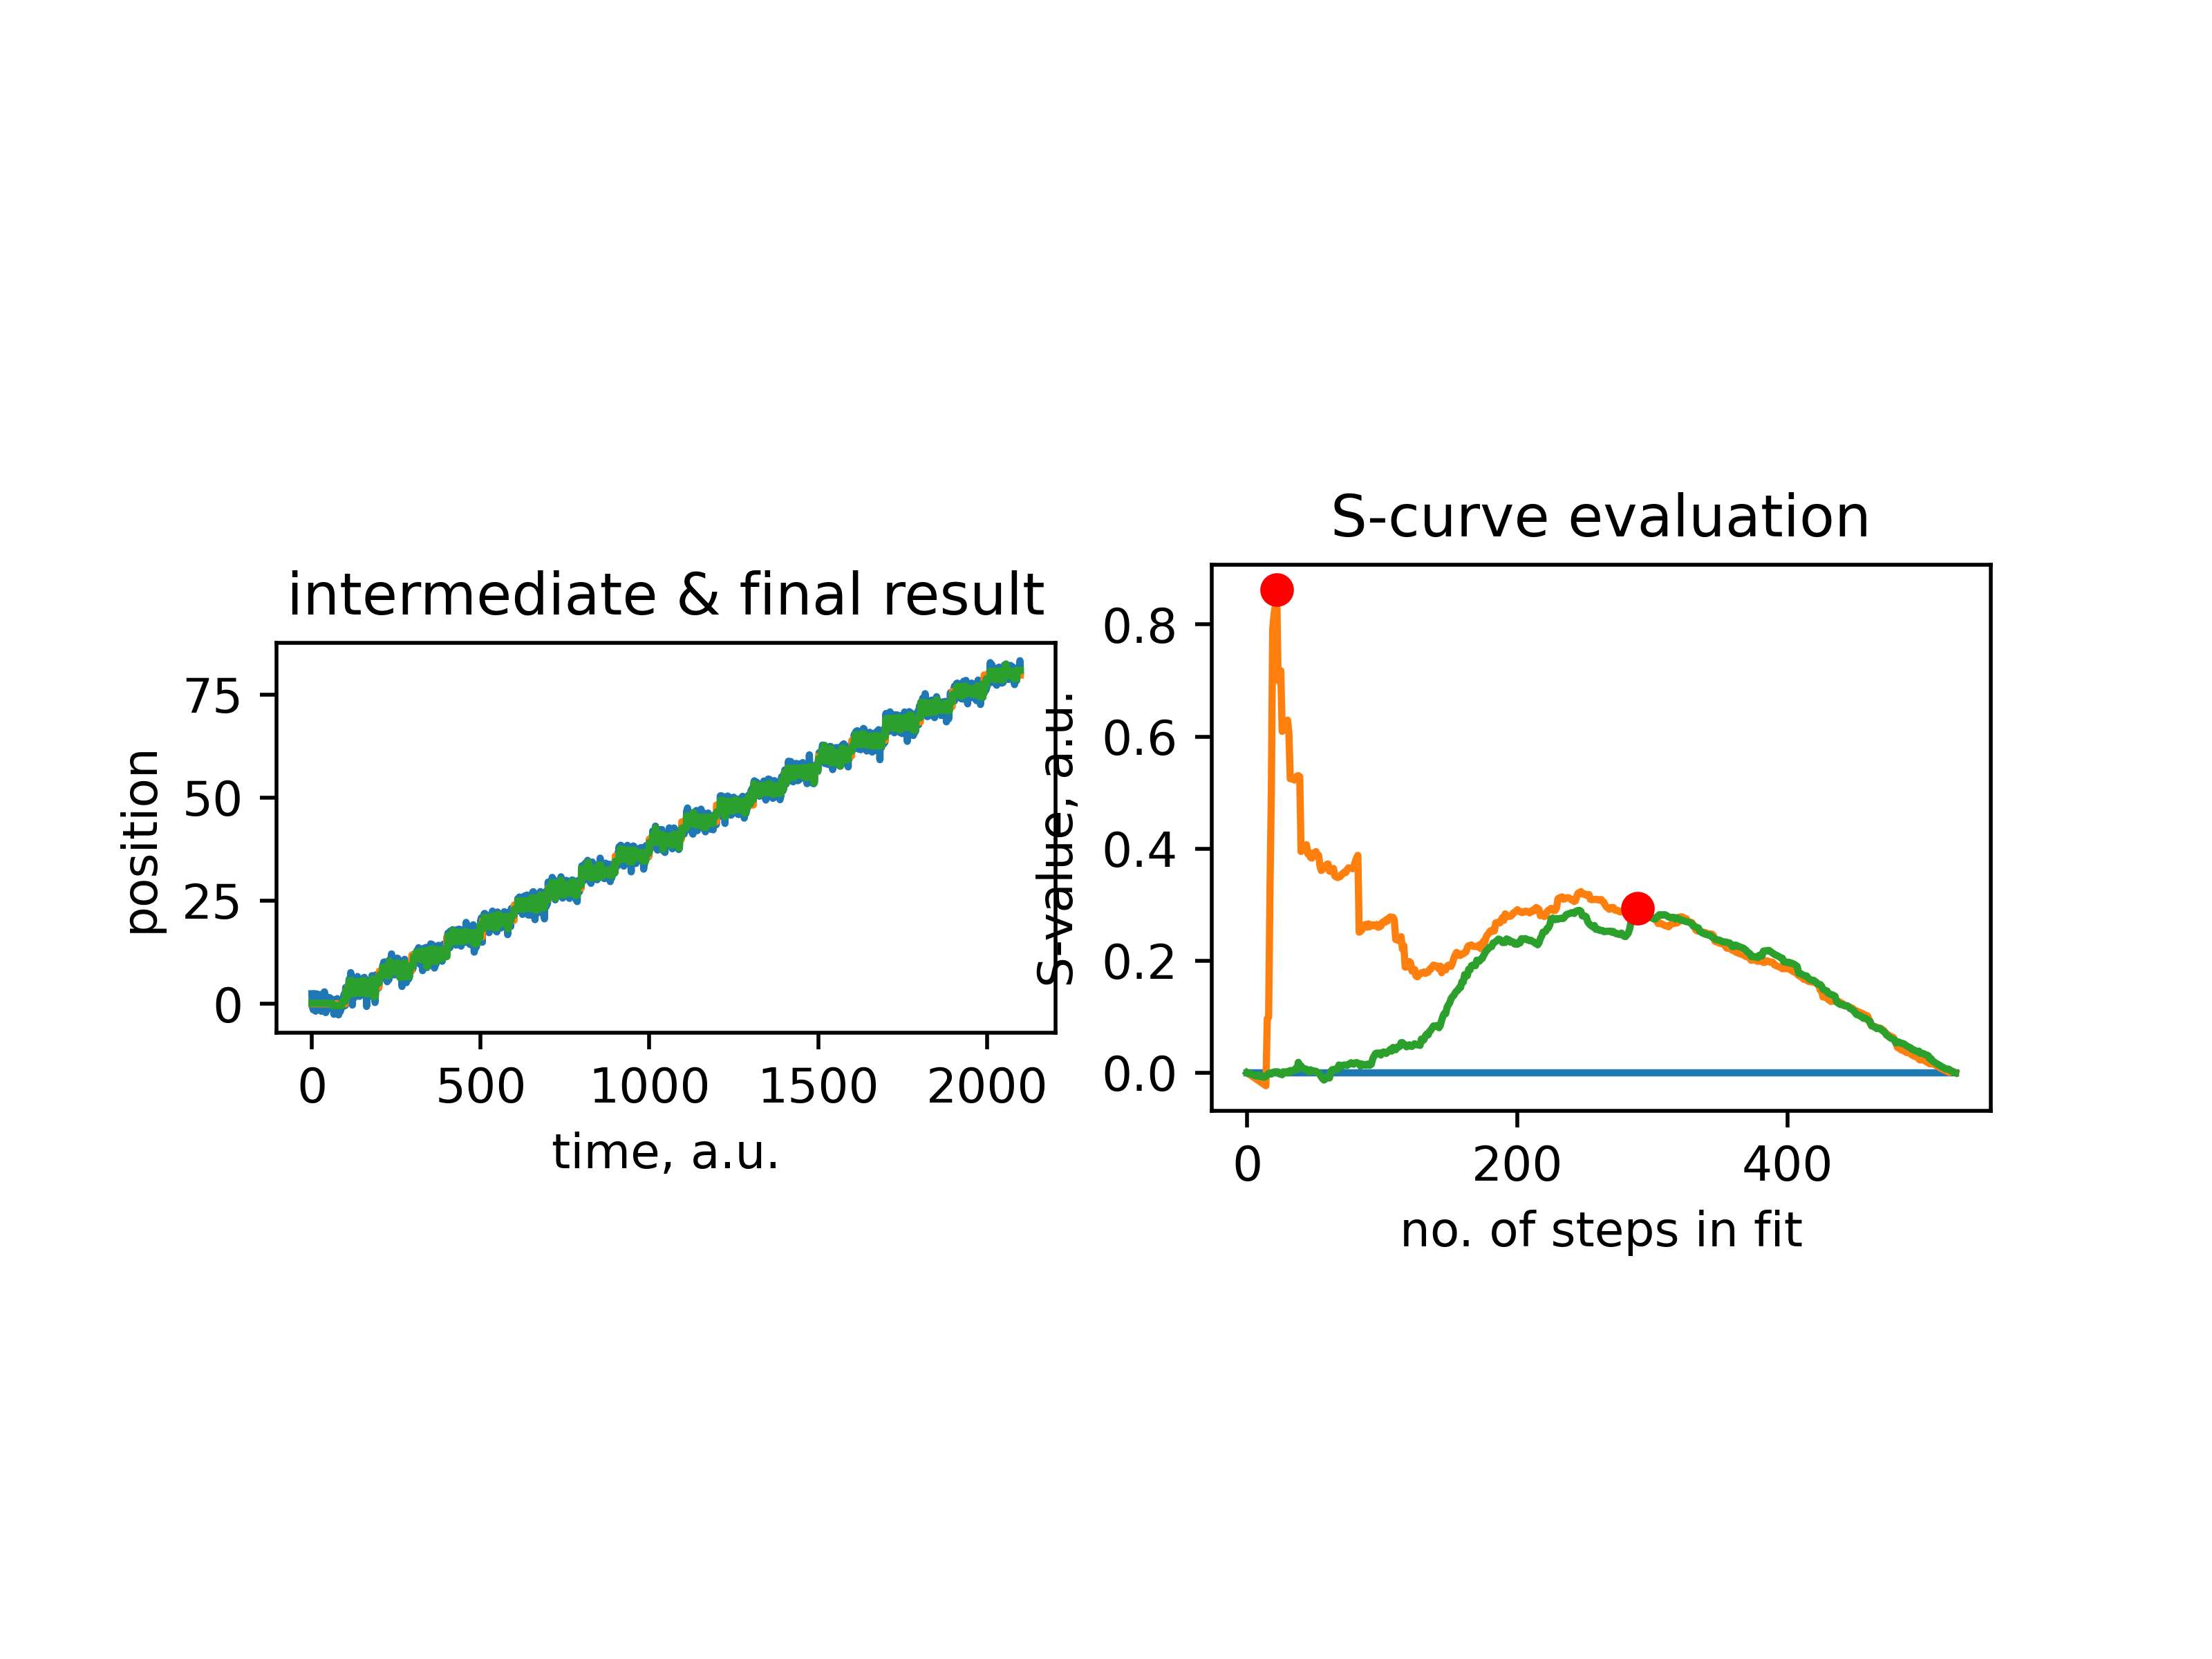 intermediate & final result
75
50
25
0
position
0 500 1000 1500 2000
time, a.u.
S-curve evaluation
0.8
0.6
0.4
0.2
0.0
S-value, a.u.
0 200 400
no. of steps in fit